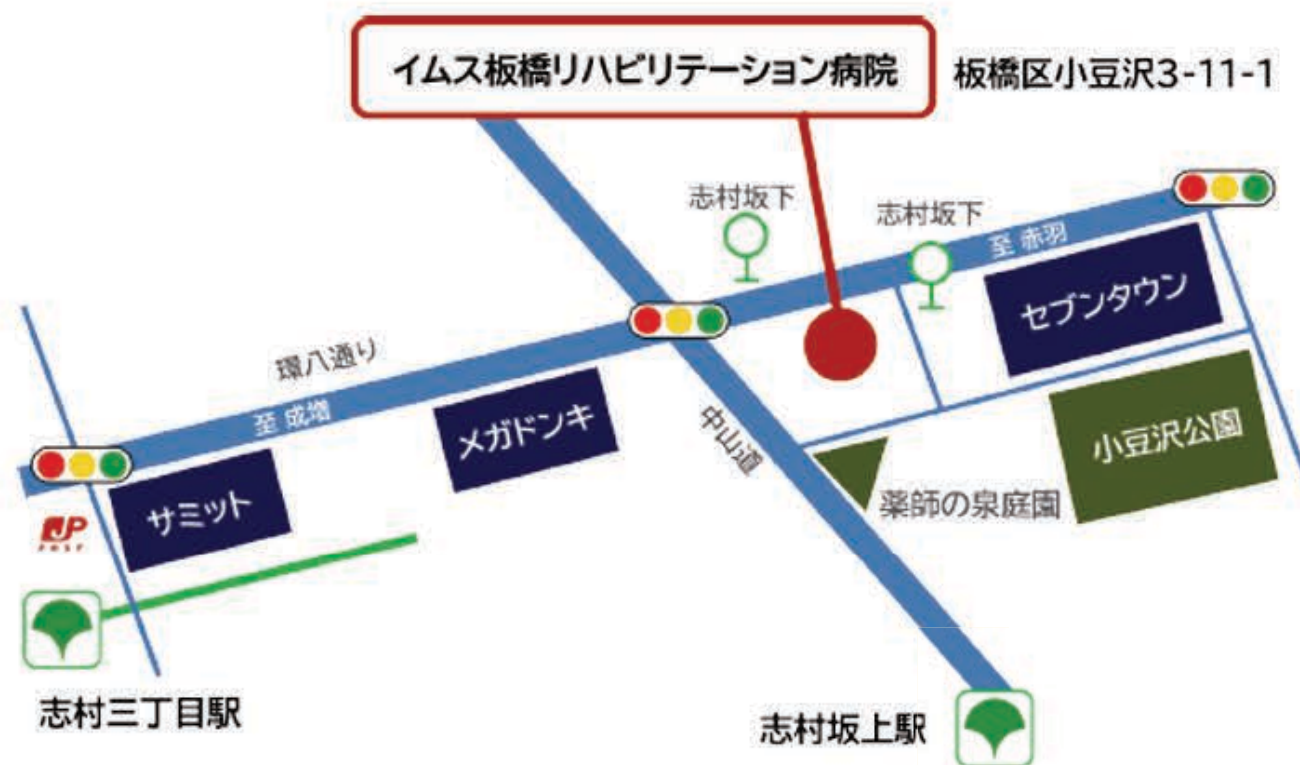 イムス板橋リハビリテーション病院
板橋区小豆沢3-11-1
志村坂下
志村坂下
至 赤羽
セブンタウン
環八通り
至 成増
メガドンキ
中山道
小豆沢公園
サミット
薬師の泉庭園
JP
POST
志村三丁目駅
志村坂上駅